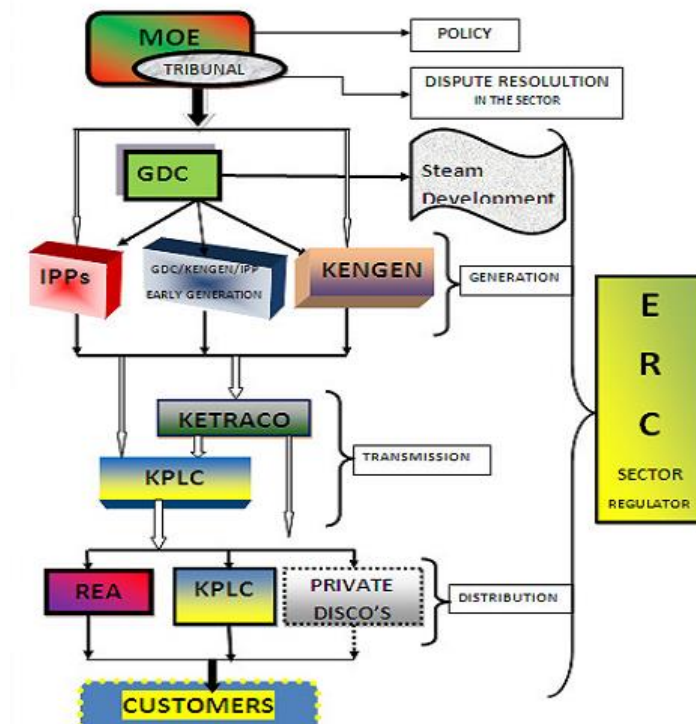 MOE
POLICY
TRIBUNAL
DISPUTE RESOLULTION
IN THE SECTOR
GDC
Steam
Development
IPPs
GDC/KENGEN/IPP
EARLY GENERATION
KENGEN
GENERATION
E
R
C
SECTOR
REGULATOR
KETRACO
TRANSMISSION
KPLC
REA
KPLC
PRIVATE
DISCO'S
DISTRIBUTION
CUSTOMERS